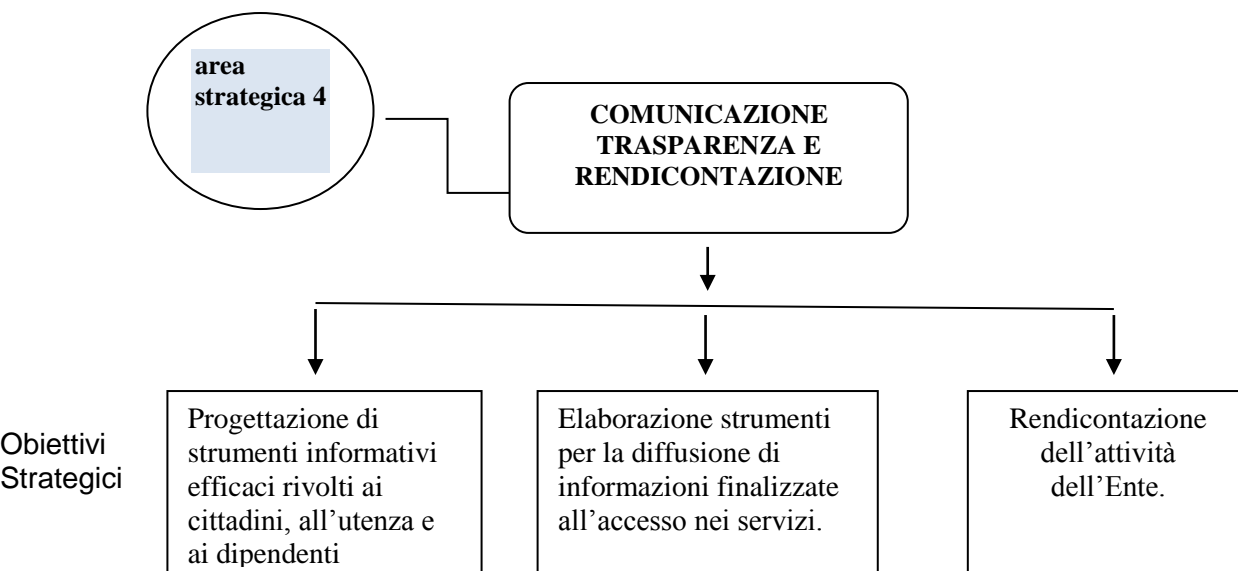 area
strategica 4
COMUNICAZIONE
TRASPARENZA E
RENDICONTAZIONE
Obiettivi
Strategici
Progettazione di
strumenti informativi
efficaci rivolti ai
cittadini, all’utenza e
ai dipendenti
Elaborazione strumenti
per la diffusione di
informazioni finalizzate
all’accesso nei servizi.
Rendicontazione
dell’attività
dell’Ente.